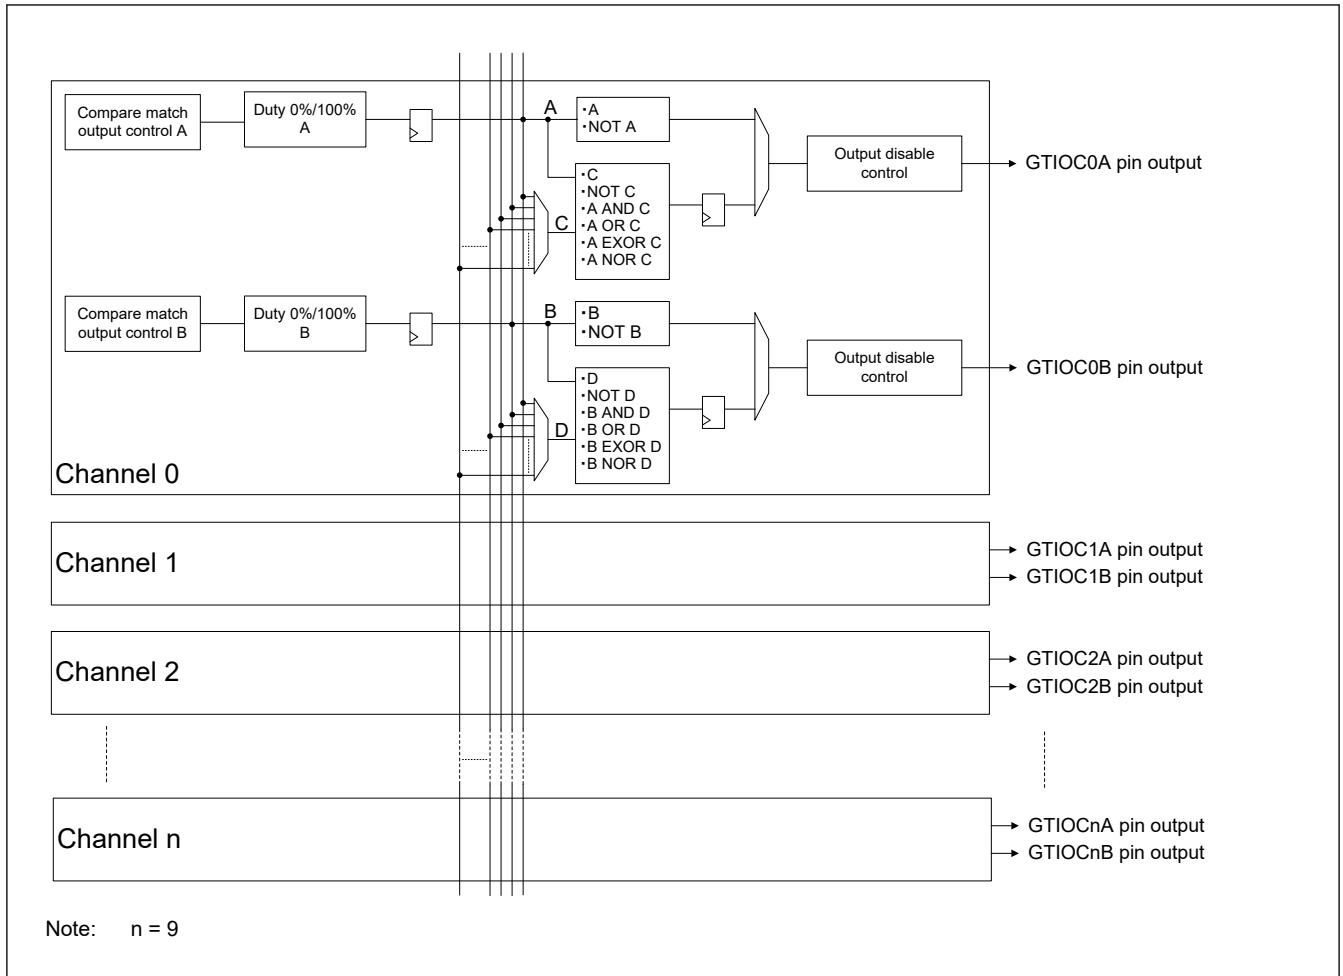 Compare match
output control A
Duty 0%/100%
A
A
・A
・NOT A
Output disable
control
GTIOC0A pin output
C
・C
・NOT C
・A AND C
・A OR C
・A EXOR C
・A NOR C
Compare match
output control B
Duty 0%/100%
B
B
・B
・NOT B
Output disable
control
GTIOC0B pin output
D
・D
・NOT D
・B AND D
・B OR D
・B EXOR D
・B NOR D
Channel 0
Channel 1
GTIOC1A pin output
GTIOC1B pin output
Channel 2
GTIOC2A pin output
GTIOC2B pin output
Channel n
GTIOCnA pin output
GTIOCnB pin output
Note: n = 9